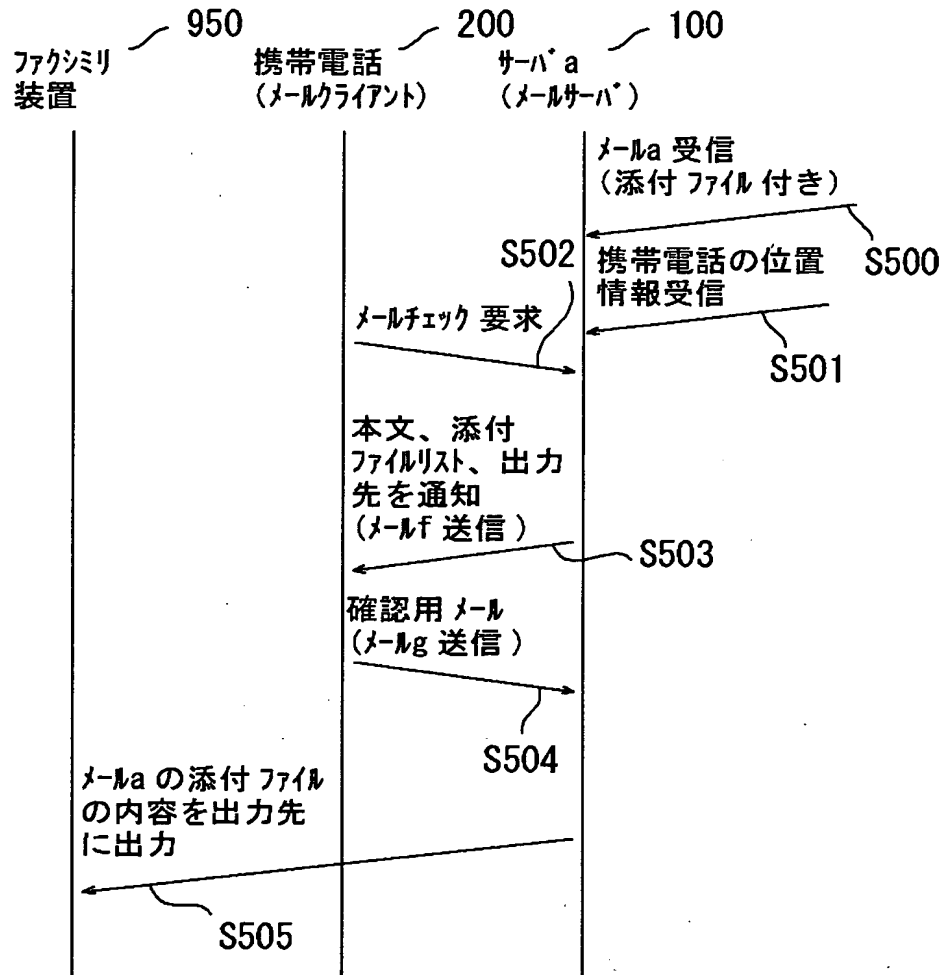 950
ファクシミリ
装置
200
携帯電話
(メールクライアント)
100
サーバa
(メールサーバ)
メールa 受信
(添付 ファイル 付き)
S500
携帯電話の位置
情報受信
S501
S502
メールチェック 要求
本文、添付
ファイルリスト、出力
先を通知
(メールf 送信)
S503
確認用 メール
(メールg 送信)
S504
メールa の添付 ファイル
の内容を出力先
に出力
S505